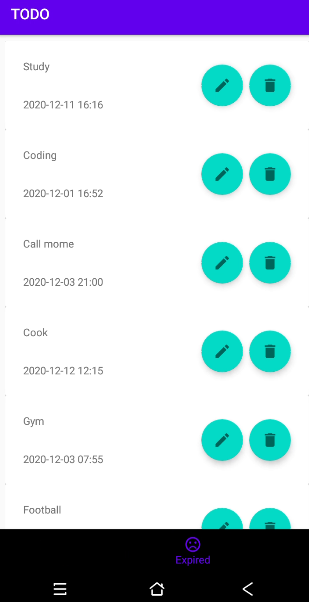 TODO
Study
2020-12-11 16:16
Coding
2020-12-01 16:52
Call mome
2020-12-03 21:00
Cook
2020-12-12 12:15
Gym
2020-12-03 07:55
Football
Expired